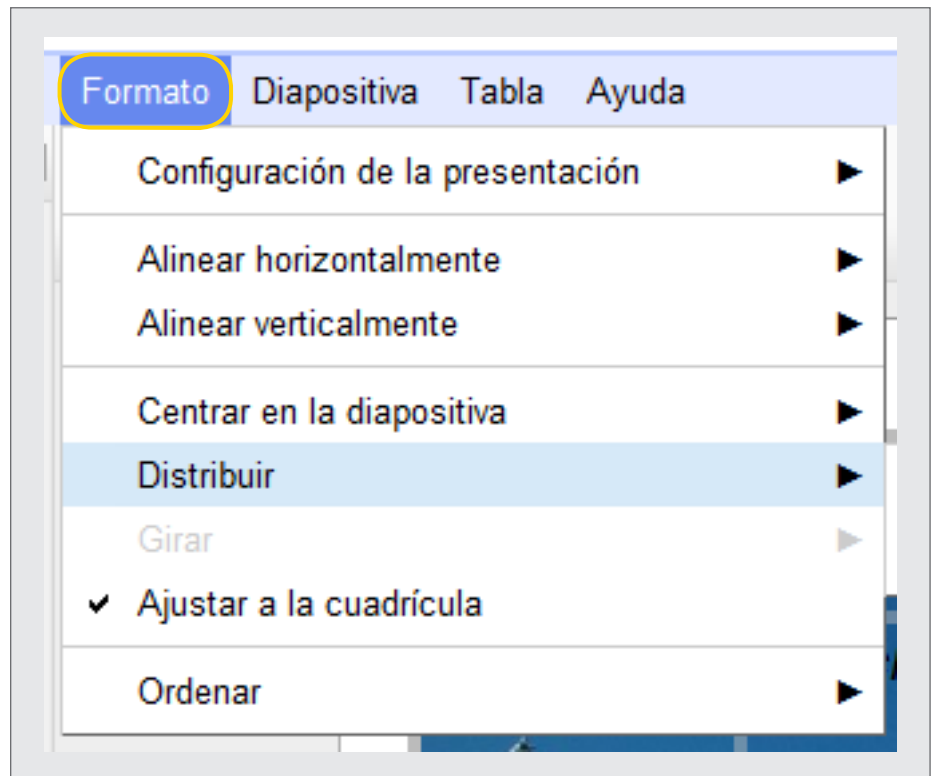 Formato Diapositiva Tabla Ayuda
Configuración de la presentación
Alinear horizontalmente
Alinear verticalmente
Centrar en la diapositiva
Distribuir
Girar
Ajustar a la cuadrícula
Ordenar